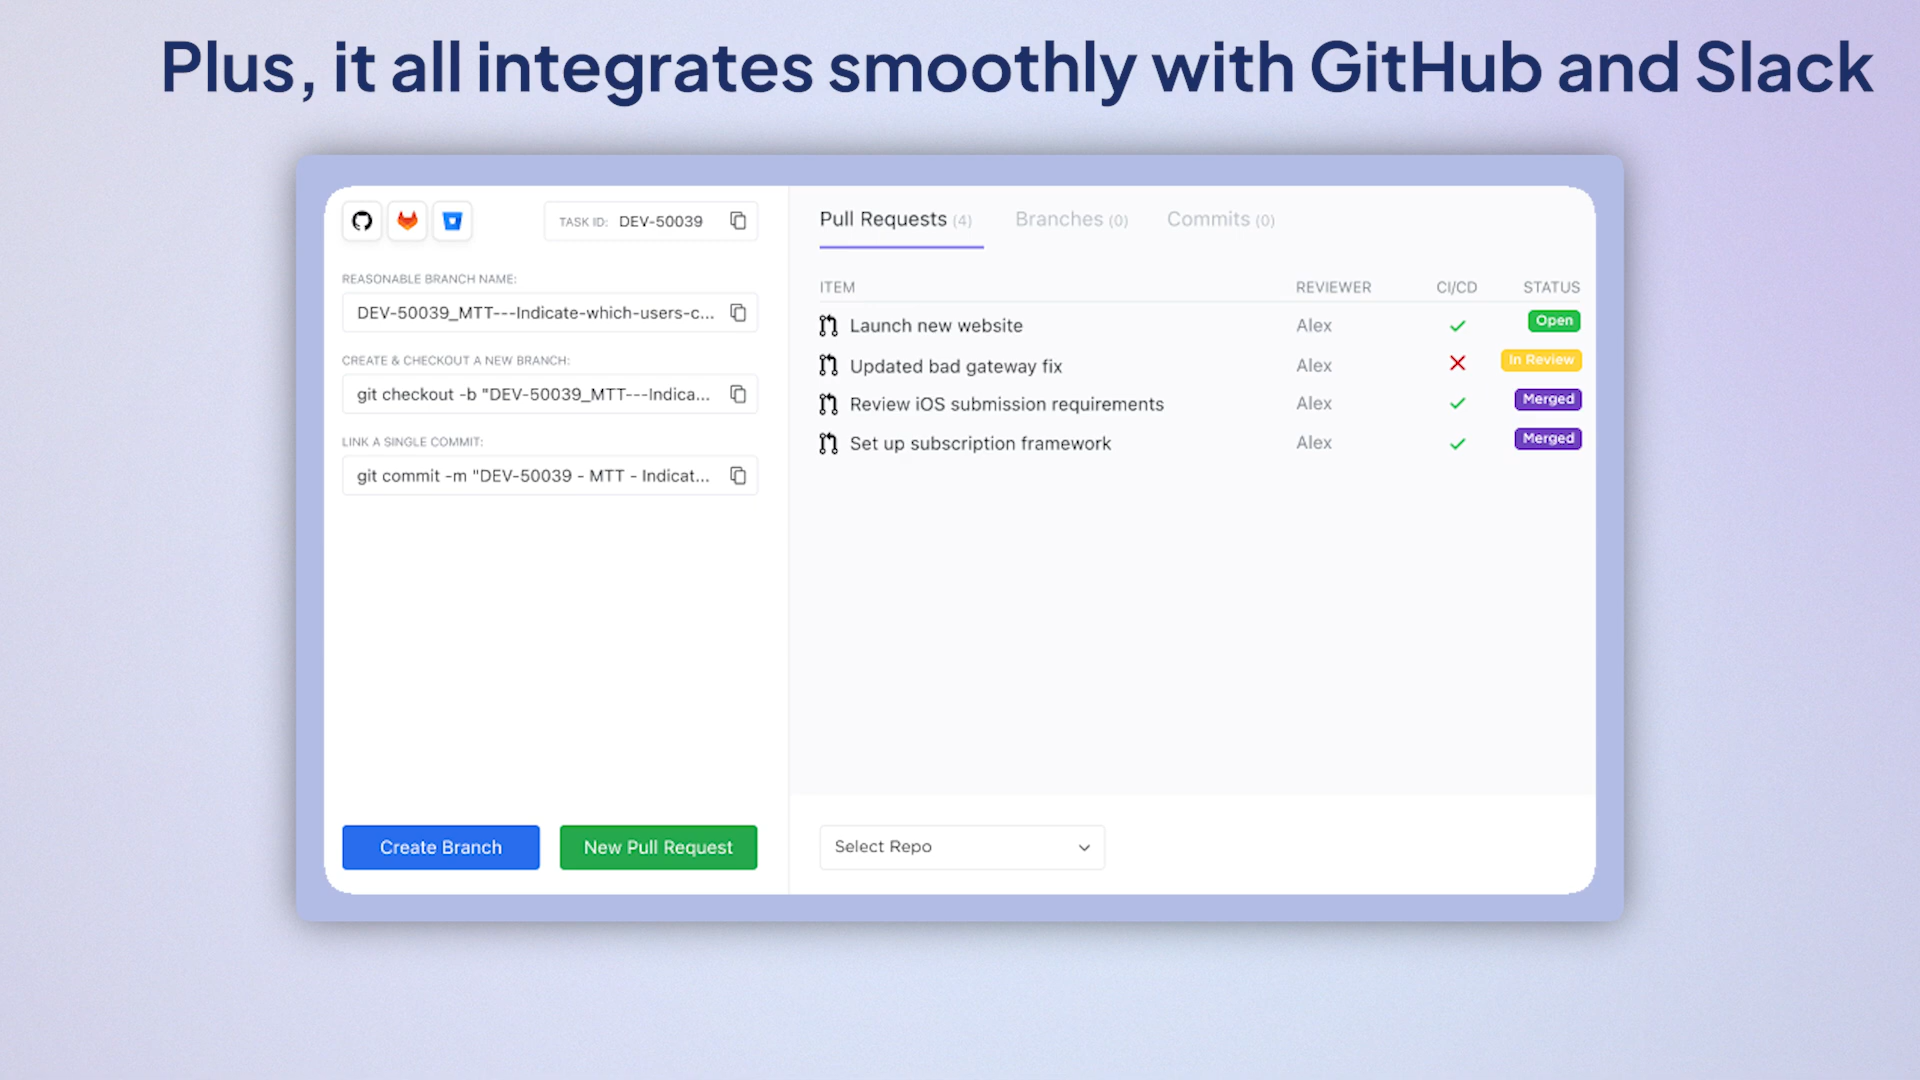 Plus, it all integrates smoothly with GitHub and Slack
TASK ID: DEV-50039
REASONABLE BRANCH NAME:
DEV-50039_MTT---Indicate-which-users-c...
CREATE & CHECKOUT A NEW BRANCH:
git checkout -b "DEV-50039_MTT---Indica...
LINK A SINGLE COMMIT:
git commit -m "DEV-50039 - MTT - Indicat...
Create Branch
New Pull Request
Pull Requests (4) Branches (0) Commits (0)
ITEM REVIEWER CI/CD STATUS
Launch new website Alex Open
Updated bad gateway fix Alex In Review
Review iOS submission requirements Alex Merged
Set up subscription framework Alex Merged
Select Repo